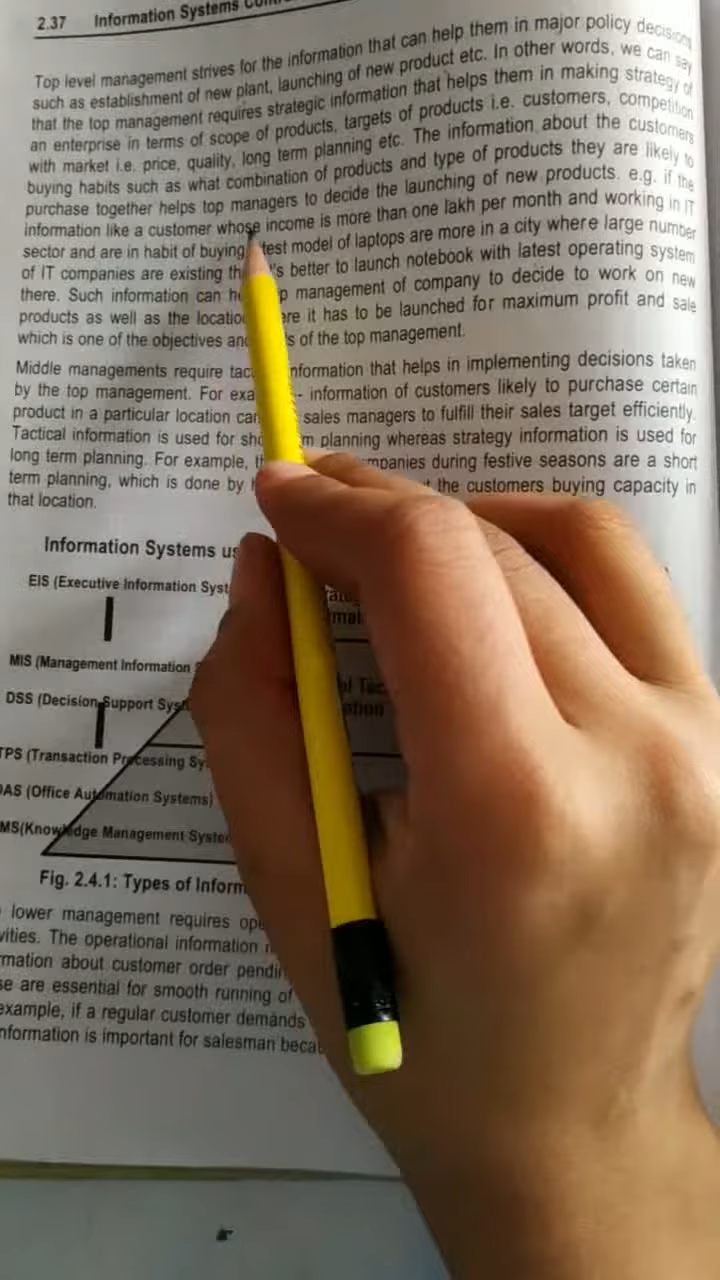 2.37 Information Systems
Top level management strives for the information that can help them in major policy decisions
such as establishment of new plant, launching of new product etc. In other words, we can say
that the top management requires strategic information that helps them in making strategy of
an enterprise in terms of scope of products, targets of products i.e. customers, competition
with market i.e. price, quality, long term planning etc. The information about the customers
buying habits such as what combination of products and type of products they are likely to
purchase together helps top managers to decide the launching of new products. e.g. if the
information like a customer whose income is more than one lakh per month and working in IT
sector and are in habit of buying test model of laptops are more in a city where large number
of IT companies are existing th 's better to launch notebook with latest operating system
there. Such information can he p management of company to decide to work on new
products as well as the locatio ere it has to be launched for maximum profit and sale
which is one of the objectives an s of the top management.
Middle managements require tac nformation that helps in implementing decisions taken
by the top management. For exa - information of customers likely to purchase certain
product in a particular location can sales managers to fulfill their sales target efficiently.
Tactical information is used for sho m planning whereas strategy information is used for
long term planning. For example, t mpanies during festive seasons are a short
term planning, which is done by the customers buying capacity in
that location.
Information Systems us
EIS (Executive Information Syst
MIS (Management Information
DSS (Decision Support Sys
TPS (Transaction Processing Sy
OAS (Office Automation Systems)
MS(Knowledge Management Syste
Fig. 2.4.1: Types of Inform
lower management requires ope
vities. The operational information
rmation about customer order pendin
se are essential for smooth running of
example, if a regular customer demands
nformation is important for salesman becau